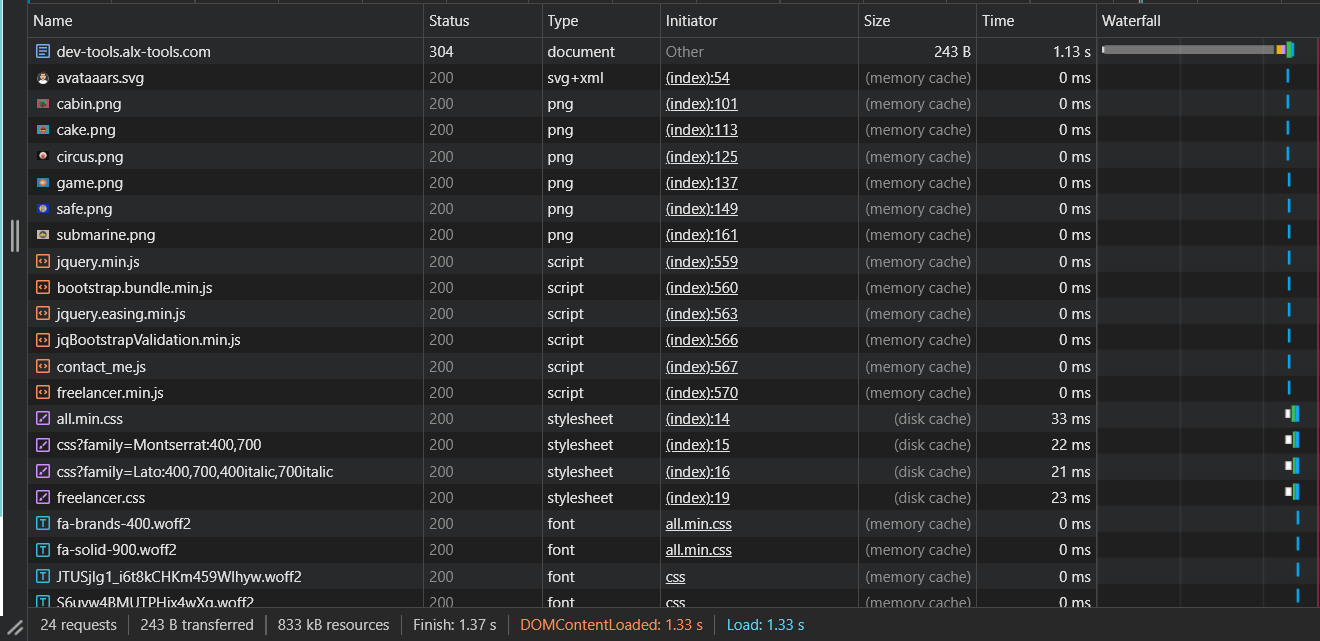 Name Status Type Initiator Size Time Waterfall
dev-tools.alx-tools.com 304 document Other 243 B 1.13 s
avataaars.svg 200 svg+xml (index):54 (memory cache) 0 ms
cabin.png 200 png (index):101 (memory cache) 0 ms
cake.png 200 png (index):113 (memory cache) 0 ms
circus.png 200 png (index):125 (memory cache) 0 ms
game.png 200 png (index):137 (memory cache) 0 ms
safe.png 200 png (index):149 (memory cache) 0 ms
submarine.png 200 png (index):161 (memory cache) 0 ms
jquery.min.js 200 script (index):559 (memory cache) 0 ms
bootstrap.bundle.min.js 200 script (index):560 (memory cache) 0 ms
jquery.easing.min.js 200 script (index):563 (memory cache) 0 ms
jqBootstrapValidation.min.js 200 script (index):566 (memory cache) 0 ms
contact_me.js 200 script (index):567 (memory cache) 0 ms
freelancer.min.js 200 script (index):570 (memory cache) 0 ms
all.min.css 200 stylesheet (index):14 (disk cache) 33 ms
css?family=Montserrat:400,700 200 stylesheet (index):15 (disk cache) 22 ms
css?family=Lato:400,700,400italic,700italic 200 stylesheet (index):16 (disk cache) 21 ms
freelancer.css 200 stylesheet (index):19 (disk cache) 23 ms
fa-brands-400.woff2 200 font all.min.css (memory cache) 0 ms
fa-solid-900.woff2 200 font all.min.css (memory cache) 0 ms
JTUSjIg1_i6t8kCHKm459Wlhyw.woff2 200 font css (memory cache) 0 ms
S6uyw4BMUTPHjx4wXg.woff2 200 font css (memory cache) 0 ms
24 requests 243 B transferred 833 kB resources Finish: 1.37 s DOMContentLoaded: 1.33 s Load: 1.33 s